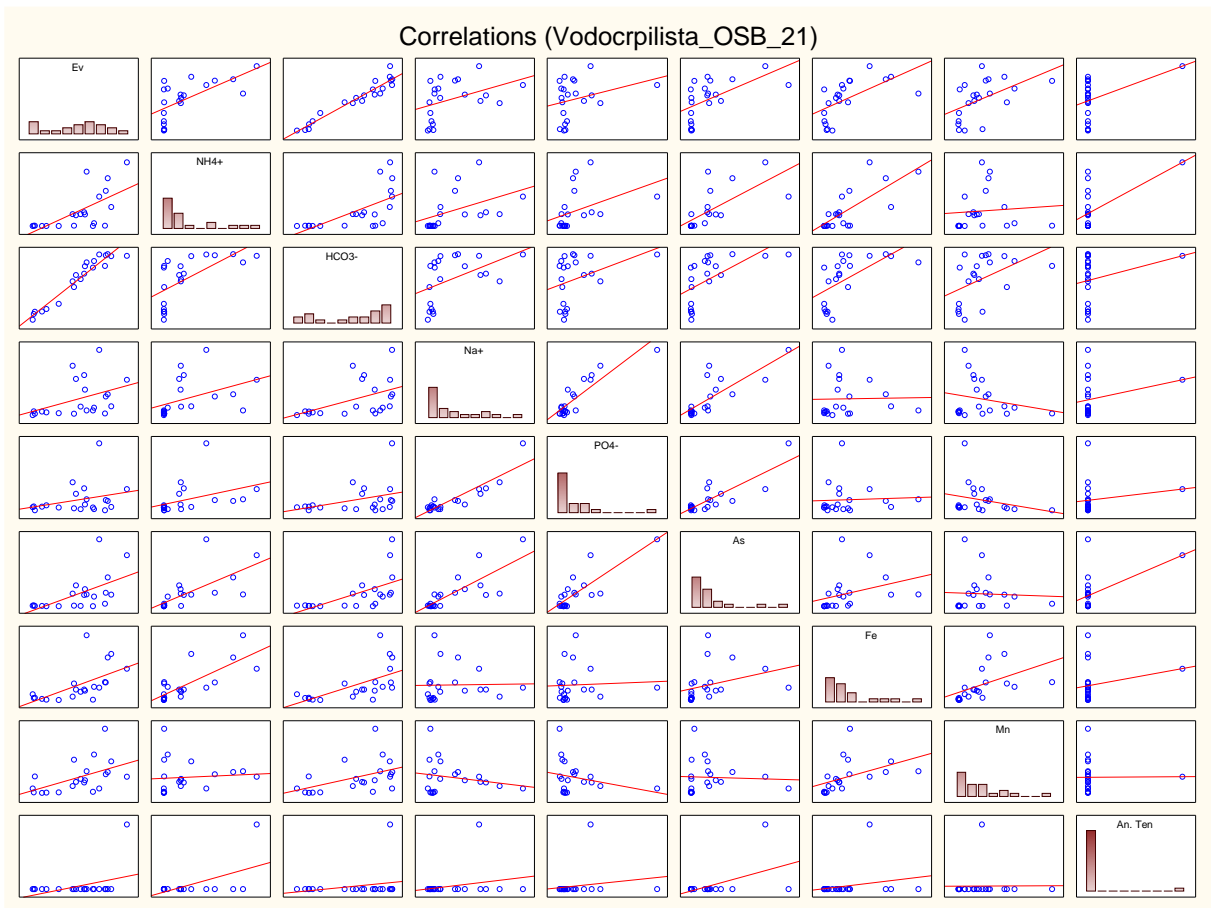 Correlations (Vodocrpilista_OSB_21)
Ev
NH4+
HCO3-
Na+
PO4-
As
Fe
Mn
An. Ten